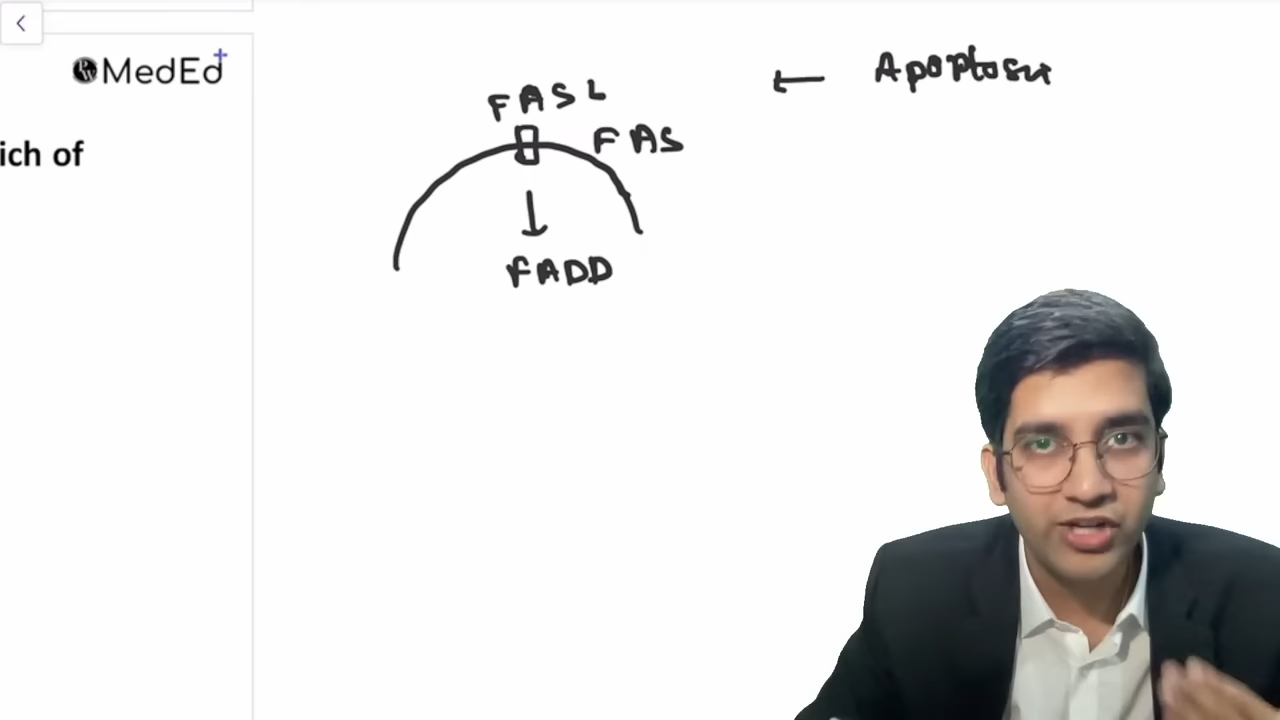 MedEd+
ich of
FASL
FAS
FADD
← Apoptosis